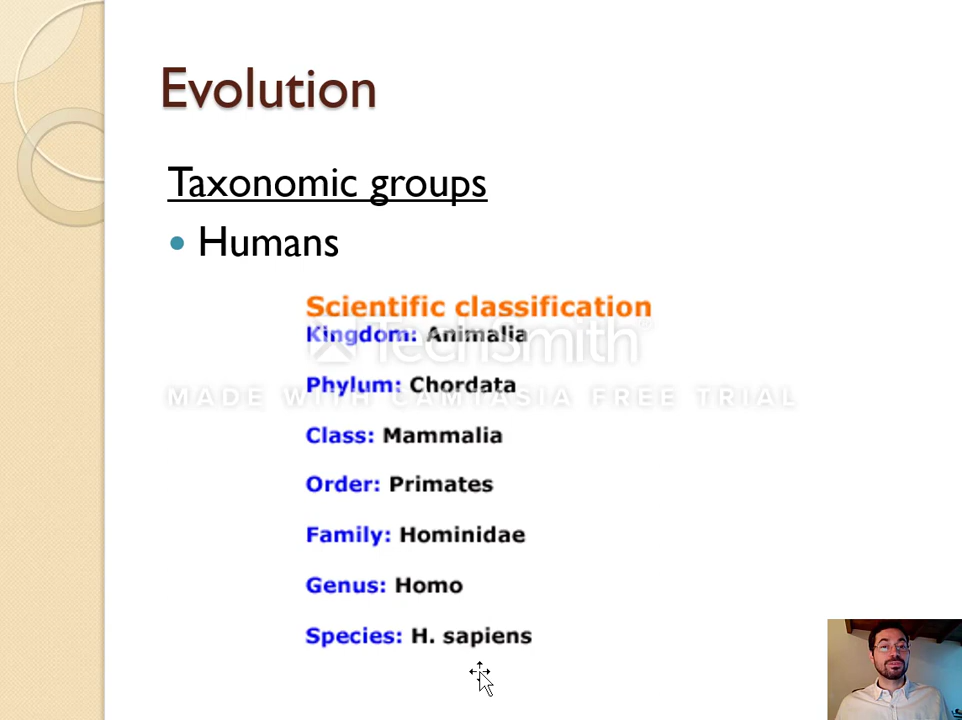 Evolution
Taxonomic groups
• Humans
Scientific classification
Kingdom: Animalia
TechSmith®
Phylum: Chordata
MADE WITH CAMTASIA FREE TRIAL
Class: Mammalia
Order: Primates
Family: Hominidae
Genus: Homo
Species: H. sapiens